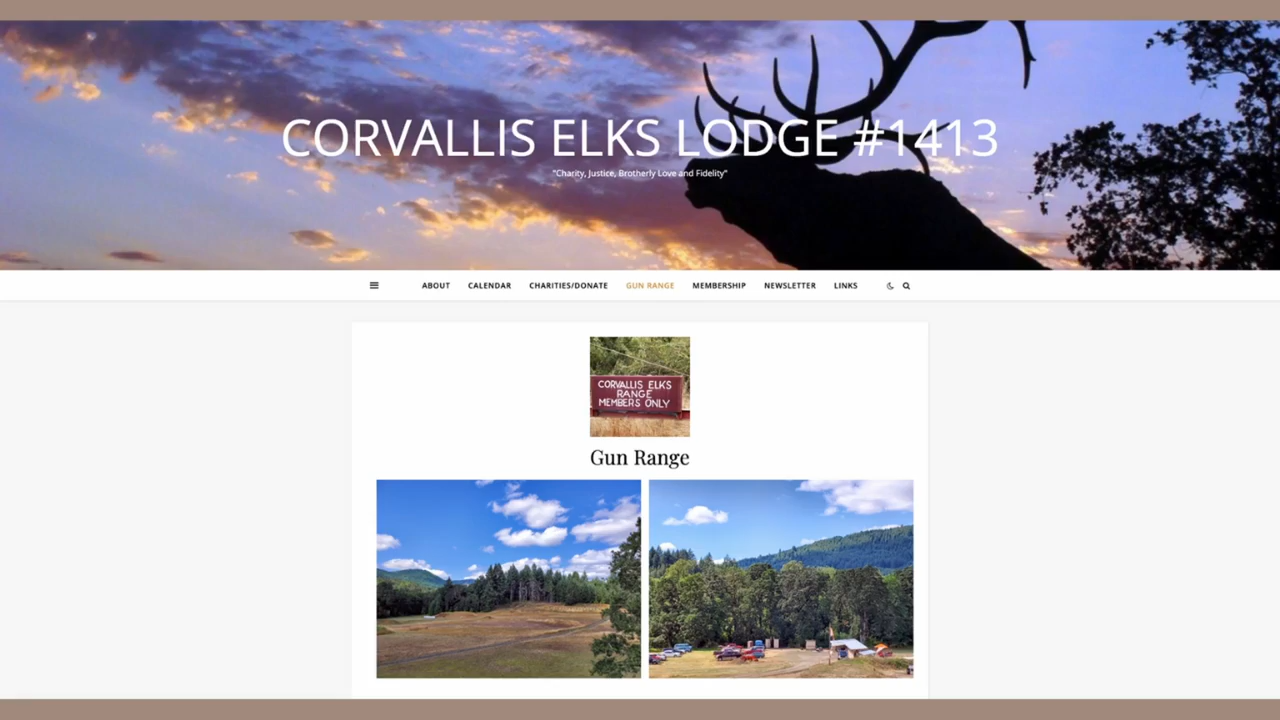 CORVALLIS ELKS LODGE #1413
"Charity, Justice, Brotherly Love and Fidelity"
ABOUT CALENDAR CHARITIES/DONATE GUN RANGE MEMBERSHIP NEWSLETTER LINKS
CORVALLIS ELKS
RANGE
MEMBERS ONLY
Gun Range